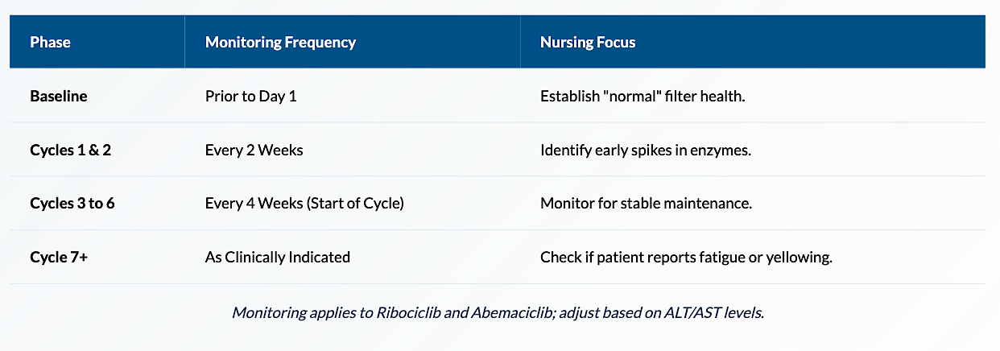 Phase Monitoring Frequency Nursing Focus
Baseline Prior to Day 1 Establish "normal" filter health.
Cycles 1 & 2 Every 2 Weeks Identify early spikes in enzymes.
Cycles 3 to 6 Every 4 Weeks (Start of Cycle) Monitor for stable maintenance.
Cycle 7+ As Clinically Indicated Check if patient reports fatigue or yellowing.
Monitoring applies to Ribociclib and Abemaciclib; adjust based on ALT/AST levels.